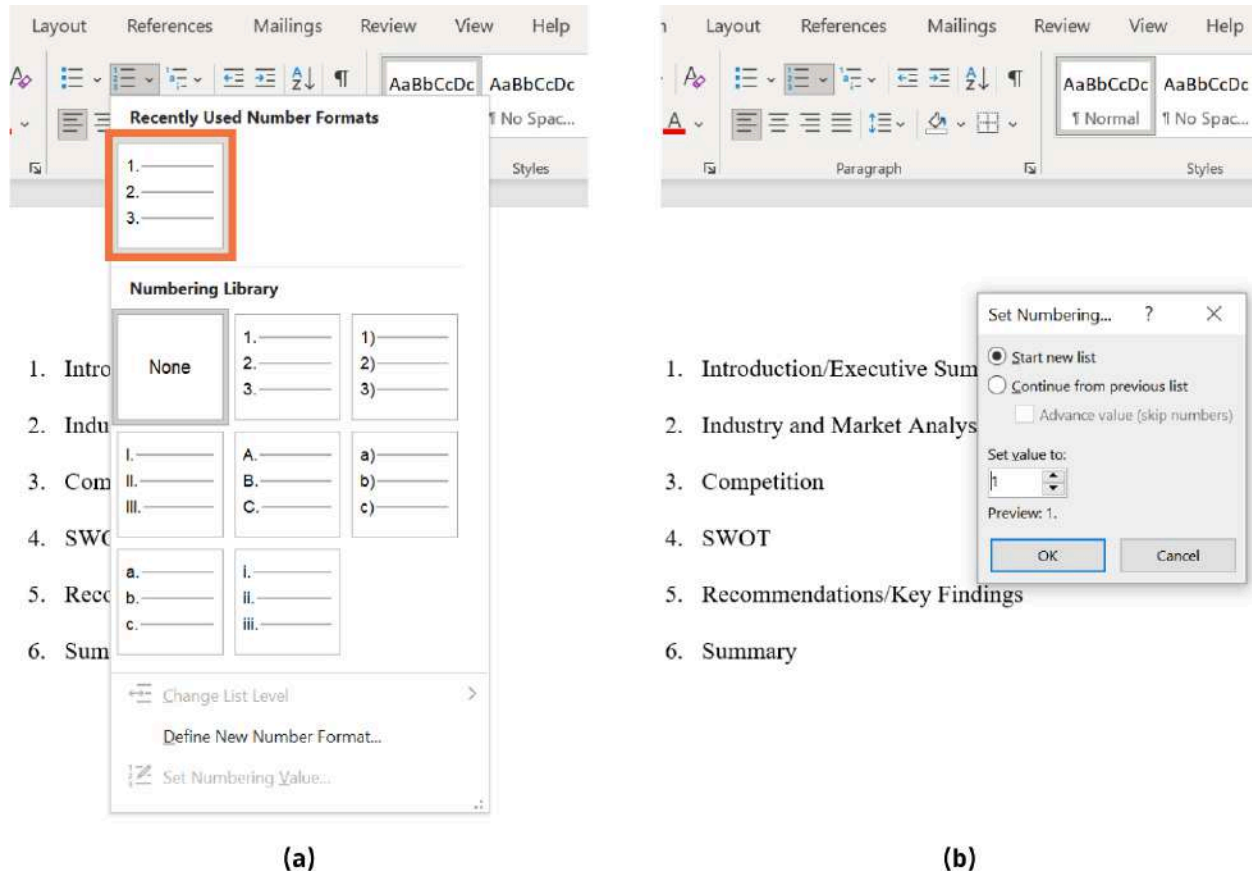 Layout References Mailings Review View Help
AaBbCcDc AaBbCcDc
¶ No Spac...
Styles
Recently Used Number Formats
1.
2.
3.
Numbering Library
None
1.
2.
3.
1)
2)
3)
I.
II.
III.
A.
B.
C.
a)
b)
c)
a.
b.
c.
i.
ii.
iii.
Change List Level
Define New Number Format...
Set Numbering Value...
1. Intro
2. Indu
3. Com
4. SWO
5. Reco
6. Sum
(a)
Layout References Mailings Review View Help
AaBbCcDc AaBbCcDc
¶ Normal ¶ No Spac...
Paragraph Styles
1. Introduction/Executive Sum
2. Industry and Market Analys
3. Competition
4. SWOT
5. Recommendations/Key Findings
6. Summary
Set Numbering... ?
Start new list
Continue from previous list
Advance value (skip numbers)
Set value to:
1
Preview: 1.
OK Cancel
(b)